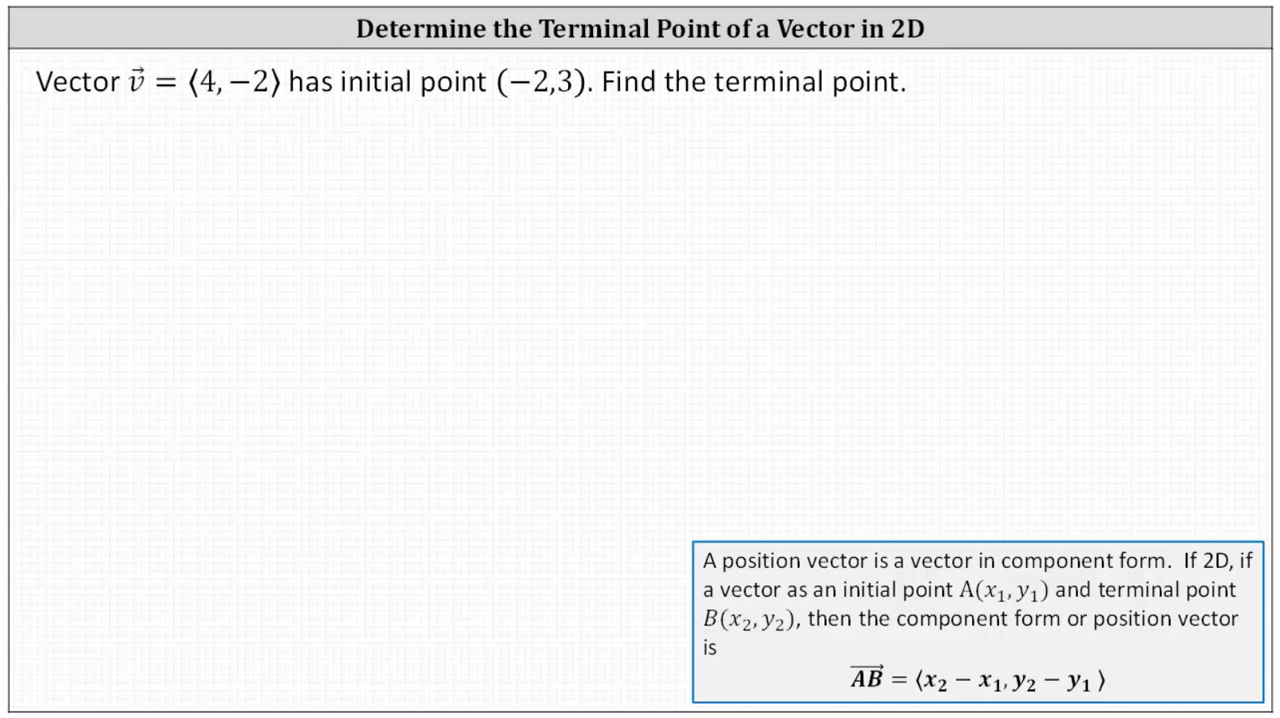 Determine the Terminal Point of a Vector in 2D
Vector v⃗ = ⟨4, −2⟩ has initial point (−2,3). Find the terminal point.
A position vector is a vector in component form.  If 2D, if
a vector as an initial point A(x₁, y₁) and terminal point
B(x₂, y₂), then the component form or position vector
is
A͞B⃗ = ⟨x₂ − x₁, y₂ − y₁ ⟩